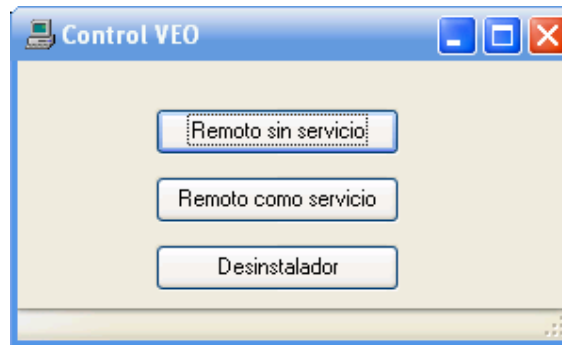 Control VEO
Remoto sin servicio
Remoto como servicio
Desinstalador